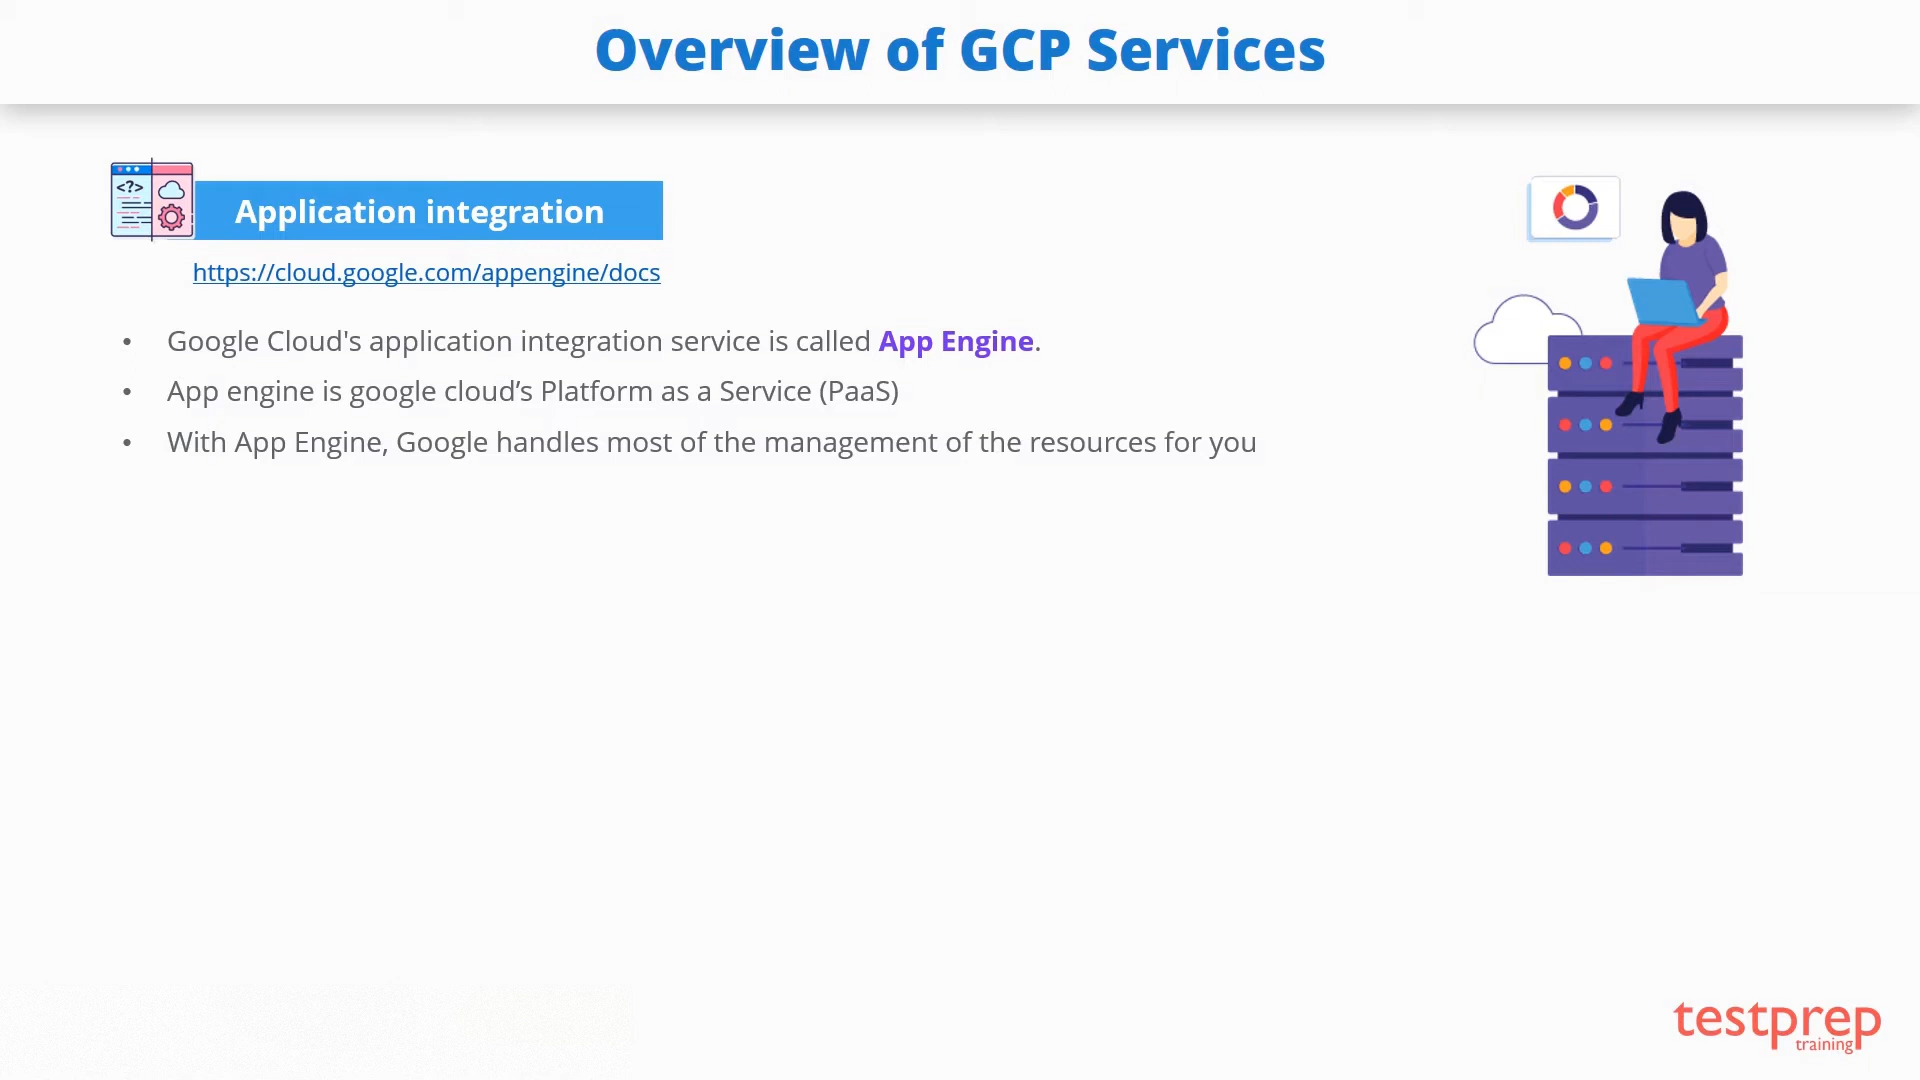 Overview of GCP Services
<?>
Application integration
https://cloud.google.com/appengine/docs
• Google Cloud's application integration service is called App Engine.
• App engine is google cloud’s Platform as a Service (PaaS)
• With App Engine, Google handles most of the management of the resources for you
testprep
training